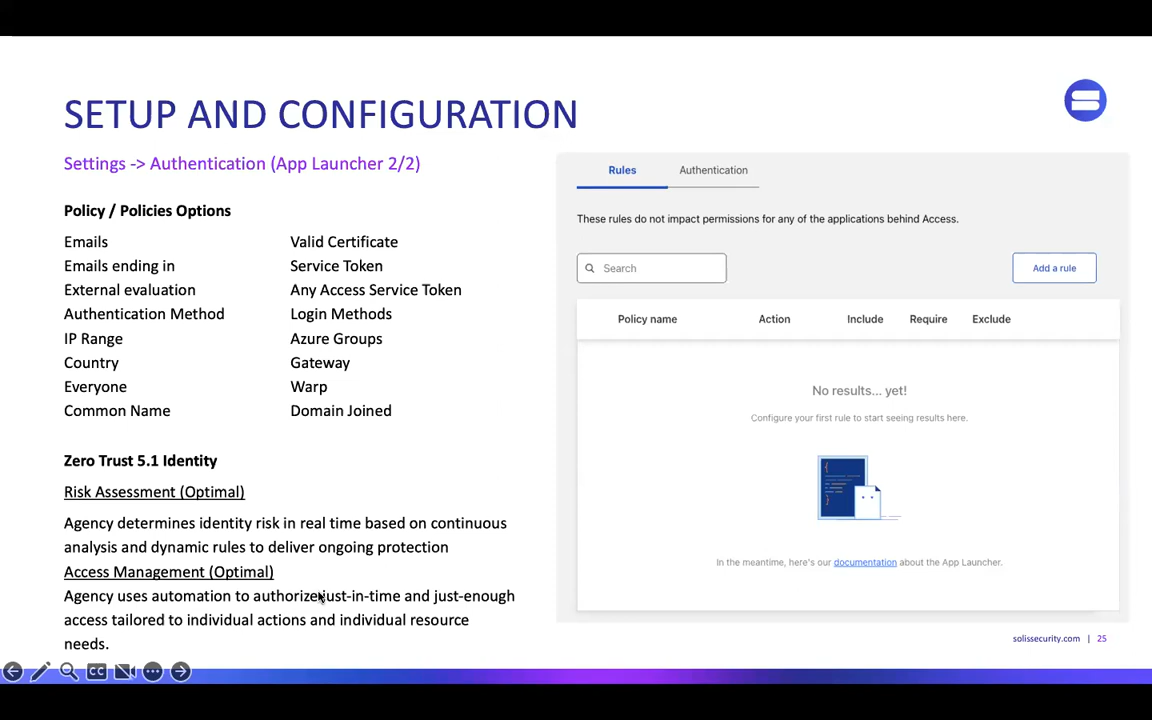 SETUP AND CONFIGURATION
Settings -> Authentication (App Launcher 2/2)
Policy / Policies Options
Emails
Emails ending in
External evaluation
Authentication Method
IP Range
Country
Everyone
Common Name
Valid Certificate
Service Token
Any Access Service Token
Login Methods
Azure Groups
Gateway
Warp
Domain Joined
Zero Trust 5.1 Identity
Risk Assessment (Optimal)
Agency determines identity risk in real time based on continuous
analysis and dynamic rules to deliver ongoing protection
Access Management (Optimal)
Agency uses automation to authorize just-in-time and just-enough
access tailored to individual actions and individual resource
needs.
Rules Authentication
These rules do not impact permissions for any of the applications behind Access.
Search
Add a rule
Policy name Action Include Require Exclude
No results... yet!
Configure your first rule to start seeing results here.
In the meantime, here's our documentation about the App Launcher.
solissecurity.com | 25
CC